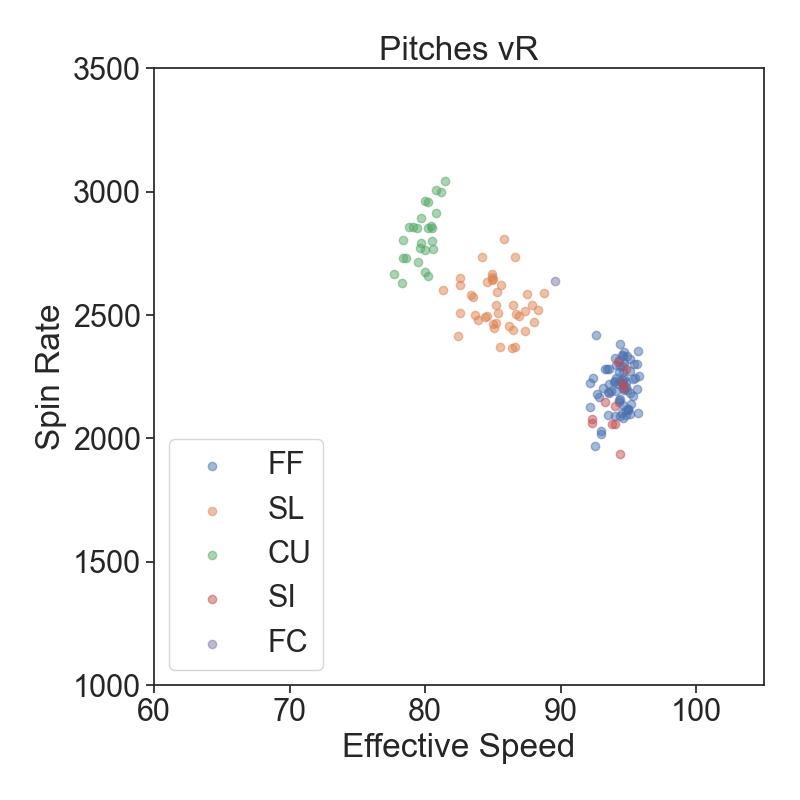 Pitches vR
3500
3000
2500
2000
1500
1000
Spin Rate
FF
SL
CU
SI
FC
60 70 80 90 100
Effective Speed